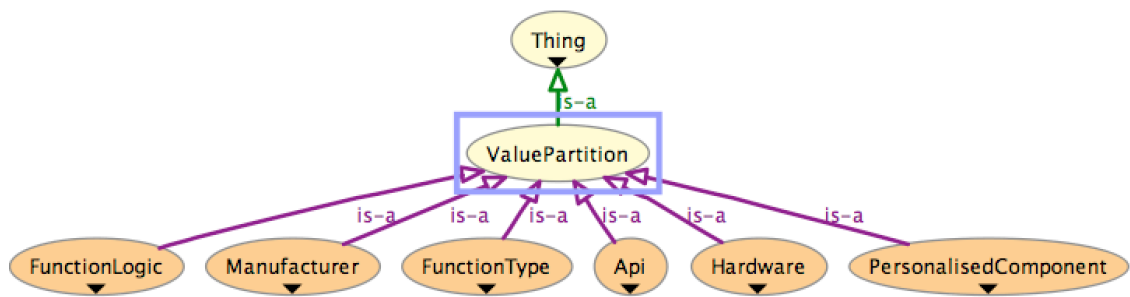 Thing
is-a
ValuePartition
is-a is-a is-a is-a is-a is-a
FunctionLogic Manufacturer FunctionType Api Hardware PersonalisedComponent